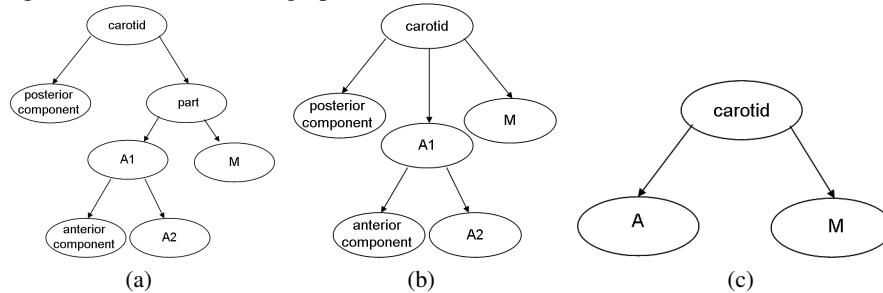 carotid
posterior
component
part
A1
M
anterior
component
A2
(a)
carotid
posterior
component
M
A1
anterior
component
A2
(b)
carotid
A
M
(c)